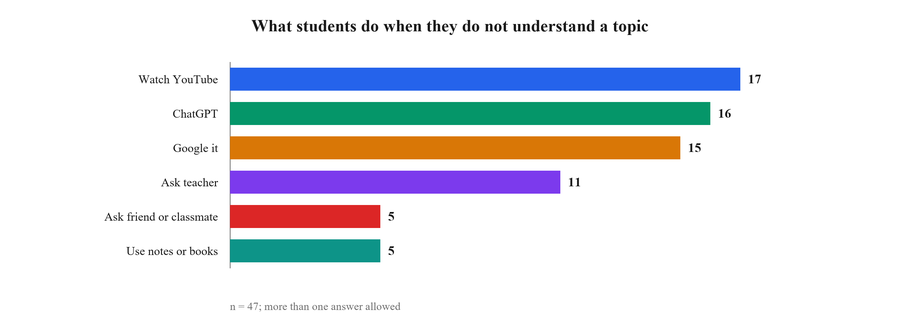 What students do when they do not understand a topic
Watch YouTube 17
ChatGPT 16
Google it 15
Ask teacher 11
Ask friend or classmate 5
Use notes or books 5
n = 47; more than one answer allowed